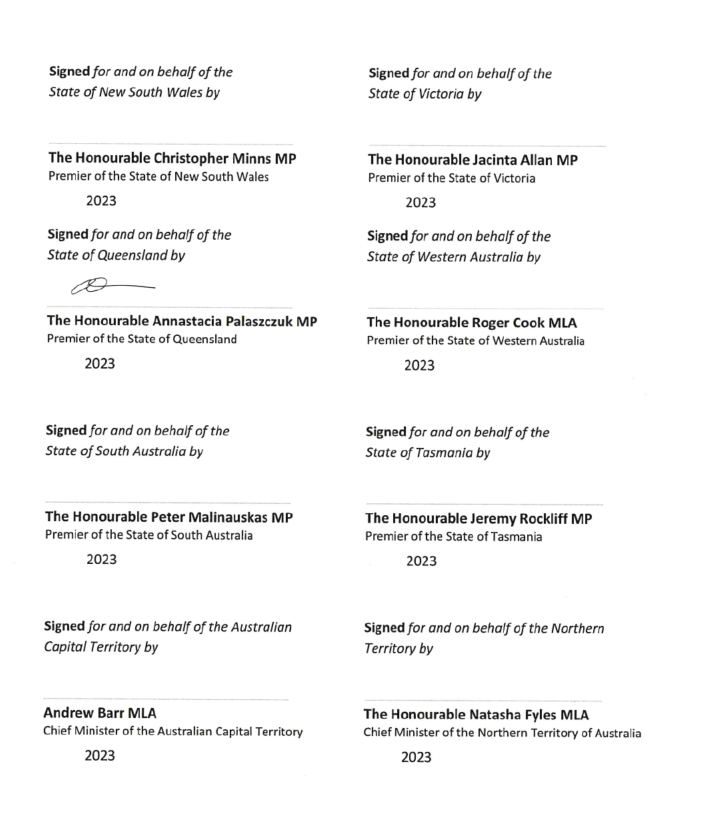 Signed for and on behalf of the
State of New South Wales by
The Honourable Christopher Minns MP
Premier of the State of New South Wales
2023
Signed for and on behalf of the
State of Victoria by
The Honourable Jacinta Allan MP
Premier of the State of Victoria
2023
Signed for and on behalf of the
State of Queensland by
The Honourable Annastacia Palaszczuk MP
Premier of the State of Queensland
2023
Signed for and on behalf of the
State of Western Australia by
The Honourable Roger Cook MLA
Premier of the State of Western Australia
2023
Signed for and on behalf of the
State of South Australia by
The Honourable Peter Malinauskas MP
Premier of the State of South Australia
2023
Signed for and on behalf of the
State of Tasmania by
The Honourable Jeremy Rockliff MP
Premier of the State of Tasmania
2023
Signed for and on behalf of the Australian
Capital Territory by
Andrew Barr MLA
Chief Minister of the Australian Capital Territory
2023
Signed for and on behalf of the Northern
Territory by
The Honourable Natasha Fyles MLA
Chief Minister of the Northern Territory of Australia
2023